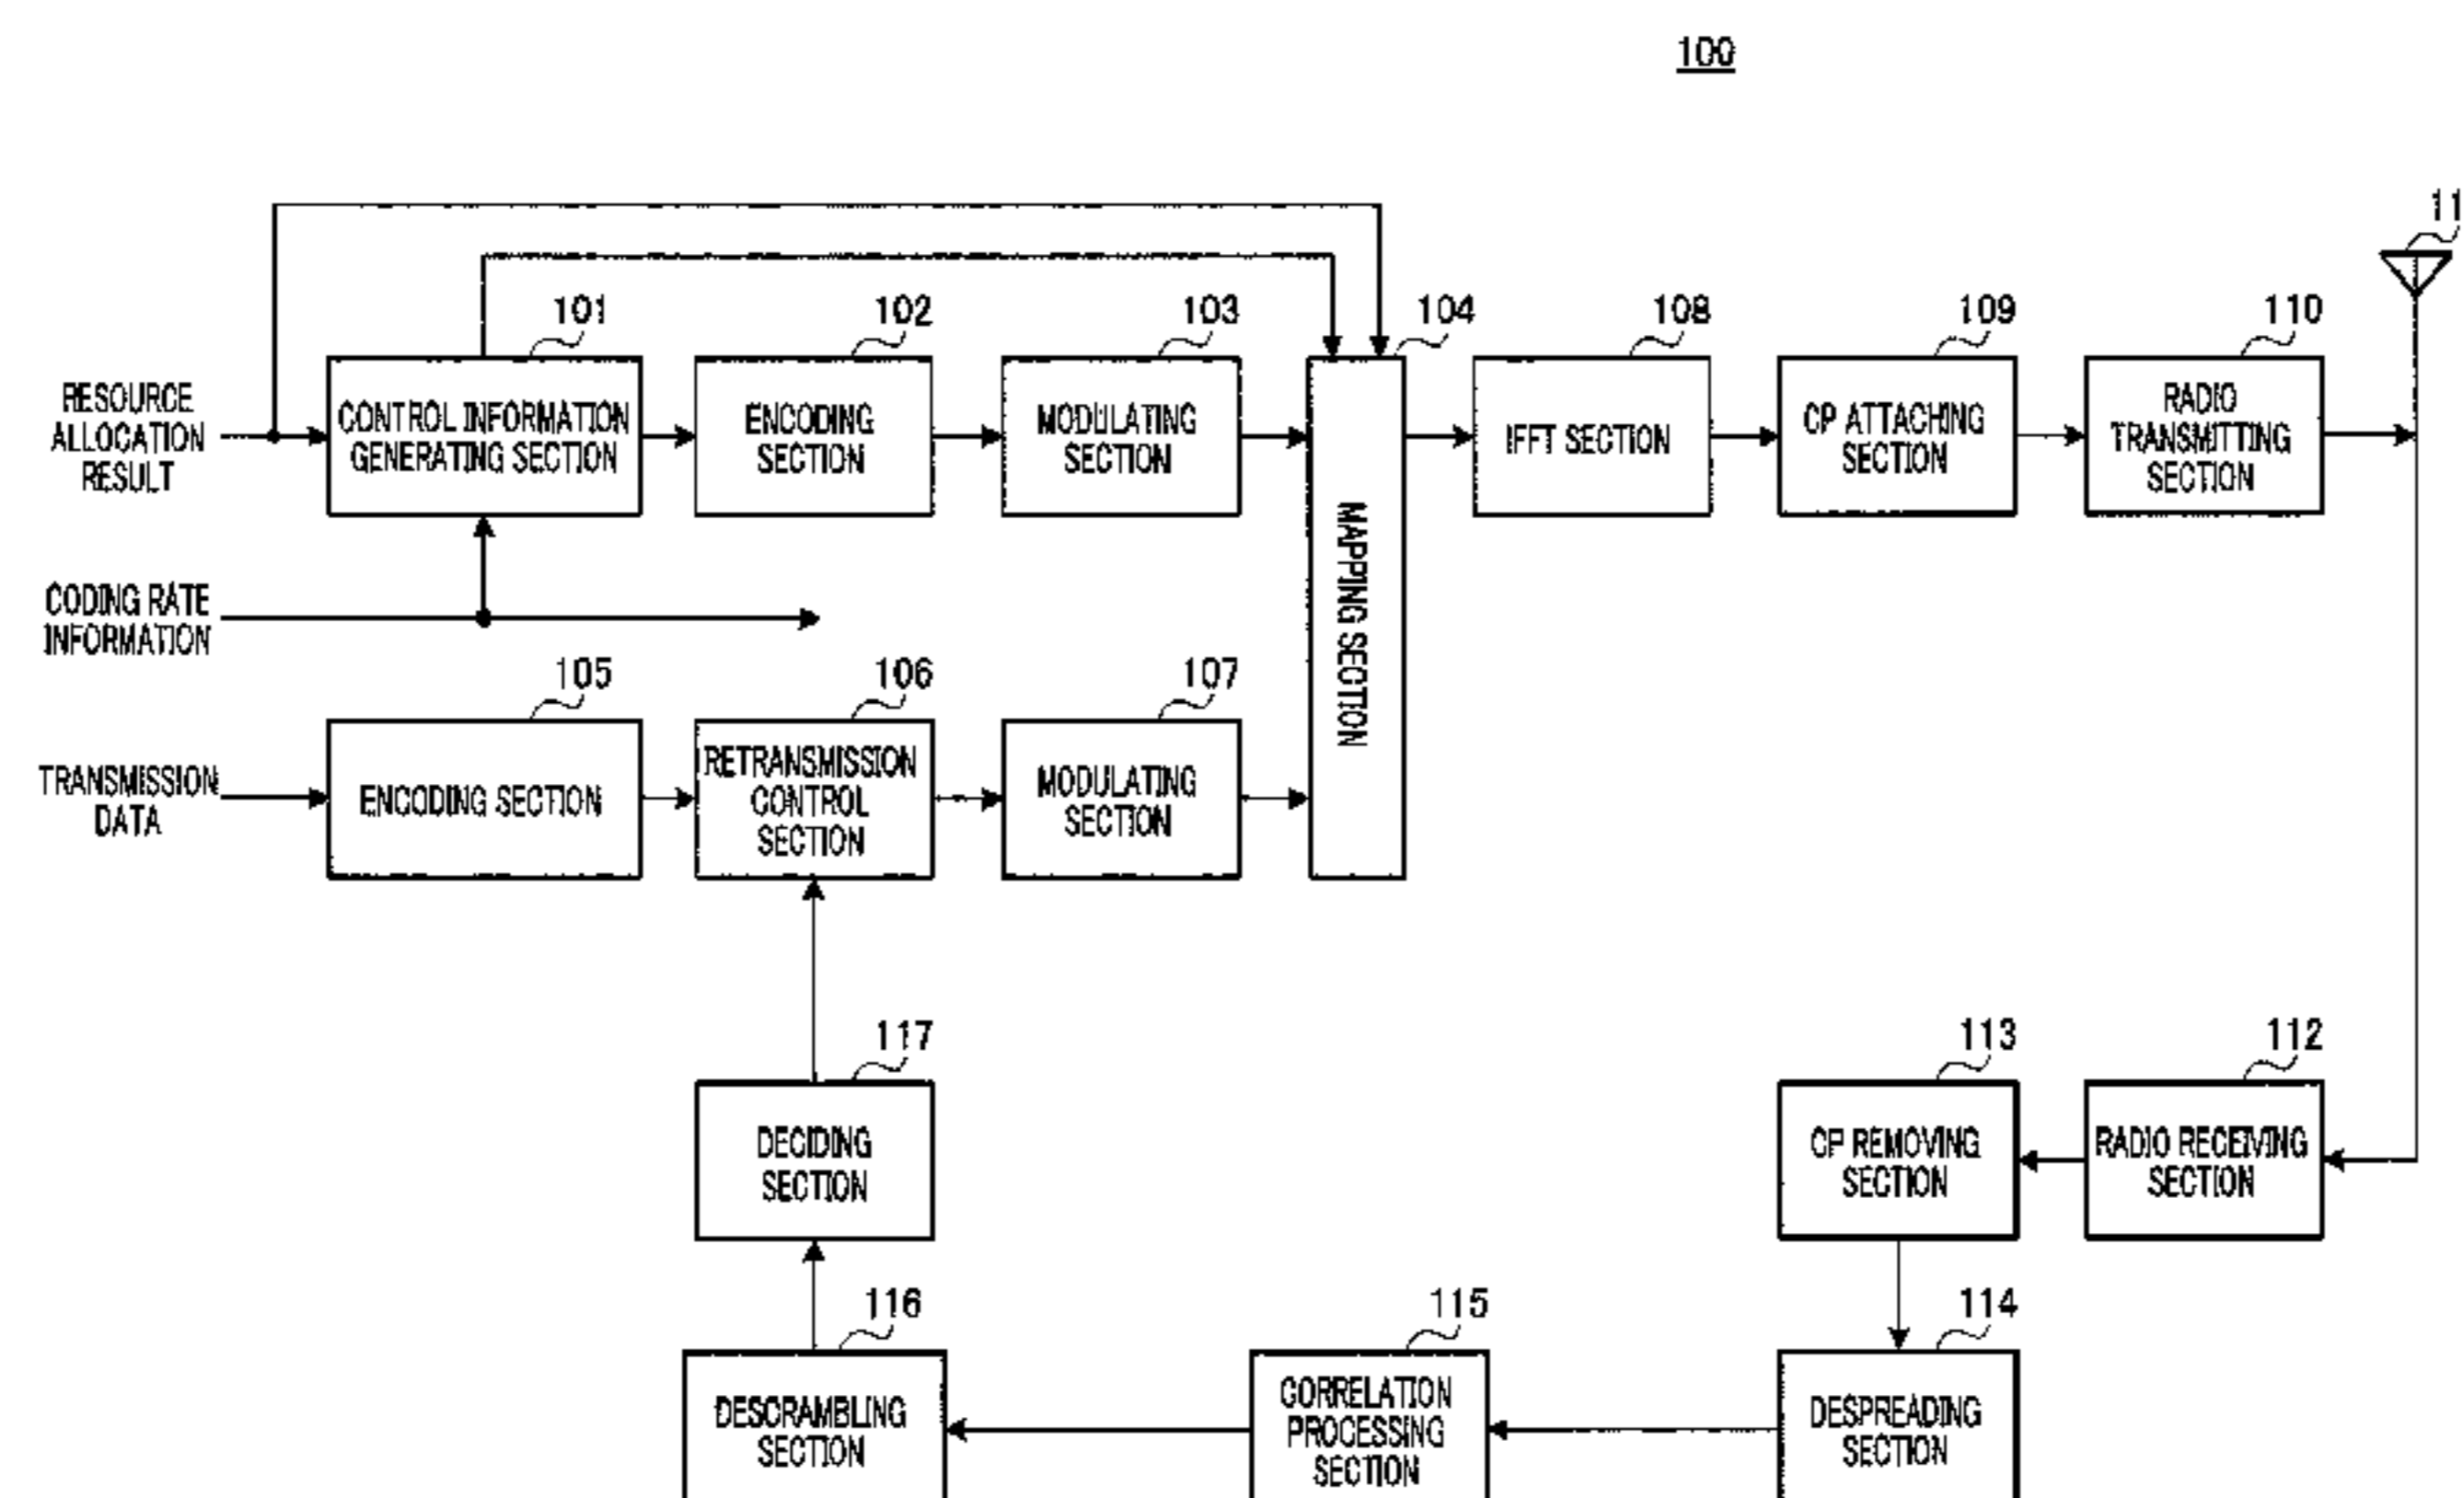 100
11
101
102
103
104
108
109
110
RESOURCE
ALLOCATION
RESULT
CONTROL INFORMATION
GENERATING SECTION
ENCODING
SECTION
MODULATING
SECTION
MAPPING SECTION
IFFT SECTION
CP ATTACHING
SECTION
RADIO
TRANSMITTING
SECTION
CODING RATE
INFORMATION
105
106
107
TRANSMISSION
DATA
ENCODING SECTION
RETRANSMISSION
CONTROL
SECTION
MODULATING
SECTION
117
113
112
DECIDING
SECTION
CP REMOVING
SECTION
RADIO RECEIVING
SECTION
116
115
114
DESCRAMBLING
SECTION
CORRELATION
PROCESSING
SECTION
DESPREADING
SECTION